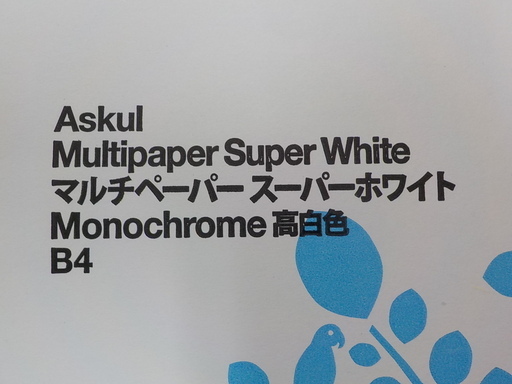 Askul
Multipaper Super White
マルチペーパー スーパーホワイト
Monochrome 高白色
B4